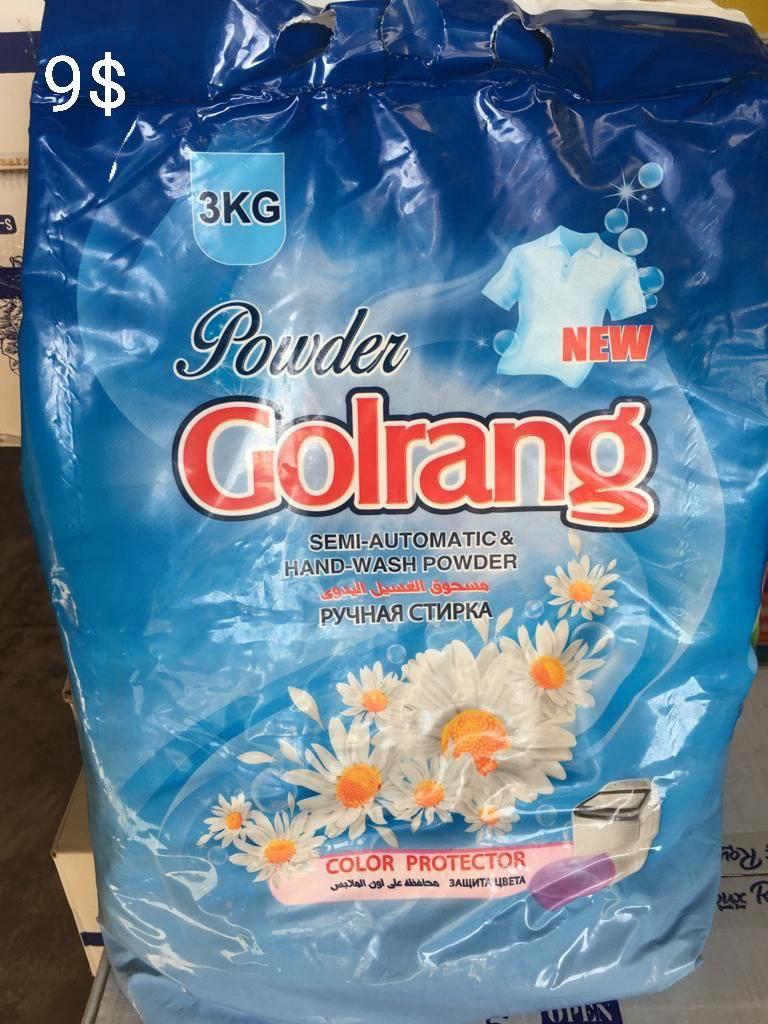 9$
3KG
NEW
Powder
Golrang
SEMI-AUTOMATIC &
HAND-WASH POWDER
مسحوق الغسيل اليدوي
РУЧНАЯ СТИРКА
COLOR PROTECTOR
محافظة على لون الملابس ЗАЩИТА ЦВЕТА
OPEN